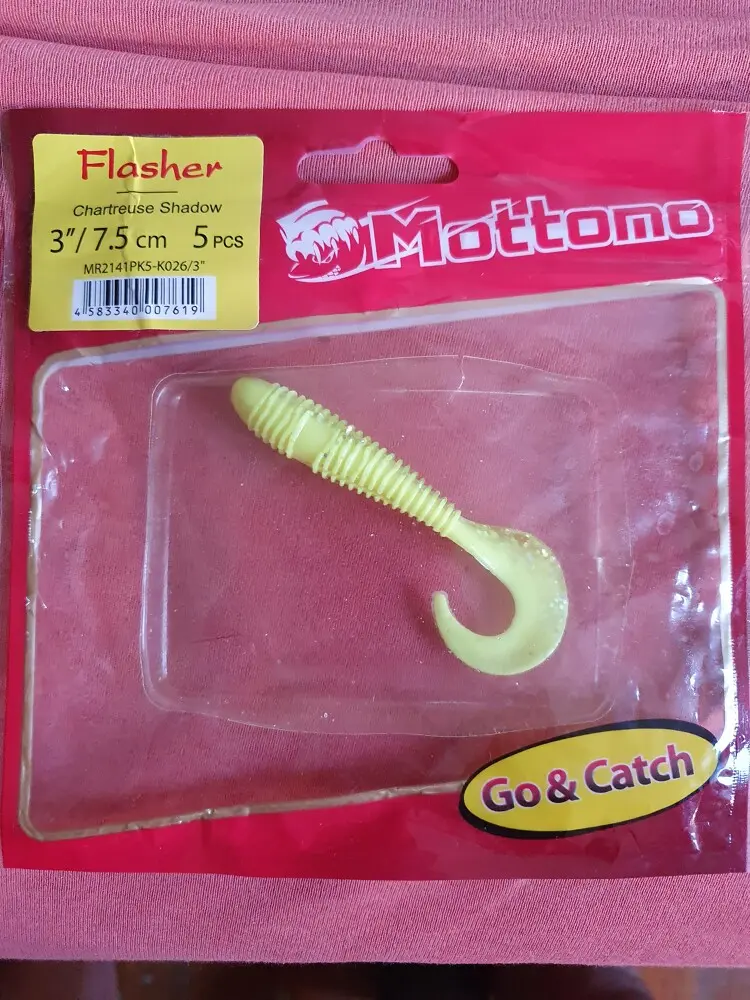 Flasher
Chartreuse Shadow
3"/ 7.5 cm 5 PCS
MR2141PK5-K026/3"
4 583340 007619
Mottomo
Go & Catch